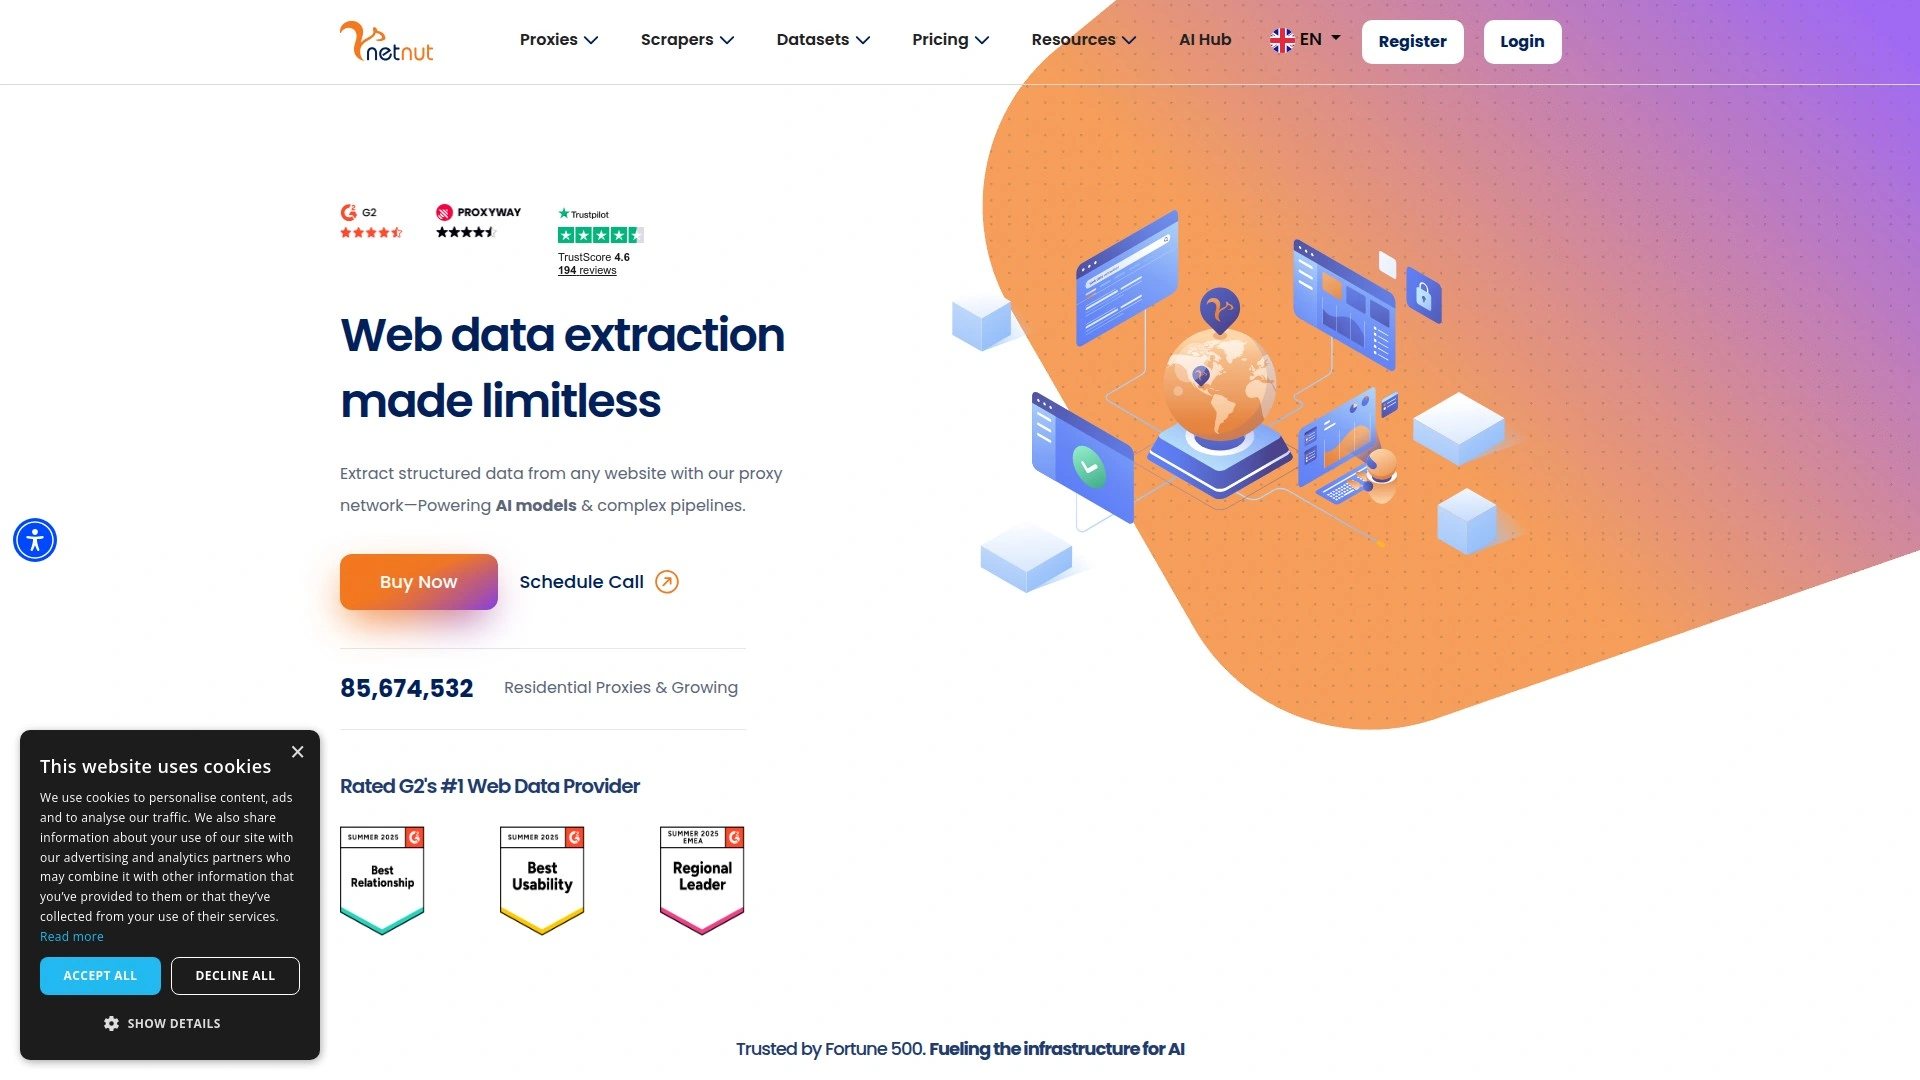 netnut
Proxies
Scrapers
Datasets
Pricing
Resources
AI Hub
EN
Register
Login
G2
PROXYWAY
Trustpilot
TrustScore 4.6
194 reviews
Web data extraction
made limitless
Extract structured data from any website with our proxy
network—Powering AI models & complex pipelines.
Buy Now
Schedule Call
85,674,532
Residential Proxies & Growing
Rated G2's #1 Web Data Provider
SUMMER 2025
Best
Relationship
SUMMER 2025
Best
Usability
SUMMER 2025
EMEA
Regional
Leader
This website uses cookies
We use cookies to personalise content, ads
and to analyse our traffic. We also share
information about your use of our site with
our advertising and analytics partners who
may combine it with other information that
you've provided to them or that they've
collected from your use of their services.
Read more
ACCEPT ALL
DECLINE ALL
SHOW DETAILS
Trusted by Fortune 500. Fueling the infrastructure for AI